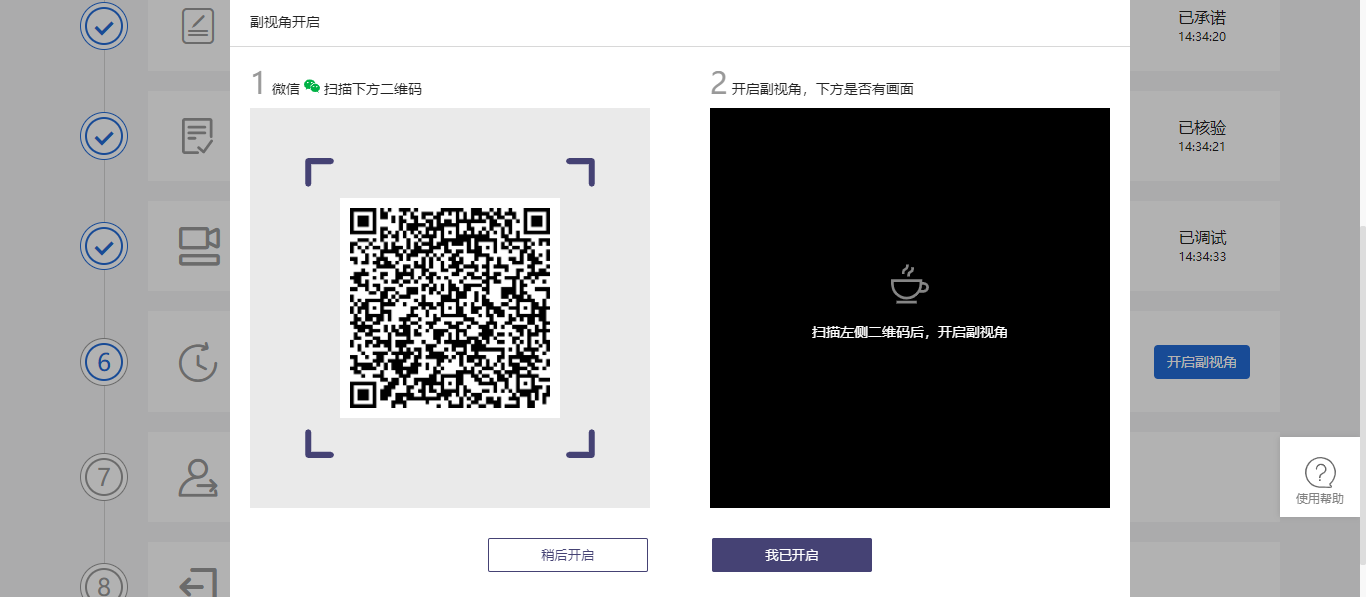 副视角开启
1 微信 扫描下方二维码
2 开启副视角，下方是否有画面
扫描左侧二维码后，开启副视角
稍后开启
我已开启
已承诺
14:34:20
已核验
14:34:21
已调试
14:34:33
6
开启副视角
7
使用帮助
8